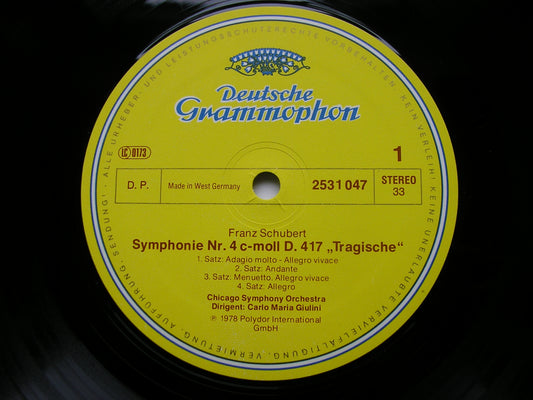 Deutsche
Grammophon
LC 0173
1
D. P.
Made in West Germany
2531 047
STEREO
33
Franz Schubert
Symphonie Nr. 4 c-moll D. 417 „Tragische“
1. Satz: Adagio molto - Allegro vivace
2. Satz: Andante
3. Satz: Menuetto. Allegro vivace
4. Satz: Allegro
Chicago Symphony Orchestra
Dirigent: Carlo Maria Giulini
℗ 1978 Polydor International
GmbH
ALLE URHEBER- UND LEISTUNGSSCHUTZRECHTE VORBEHALTEN. KEIN VERLEIH! KEINE UNERLAUBTE VERVIELFÄLTIGUNG, VERMIETUNG, AUFFÜHRUNG, SENDUNG!